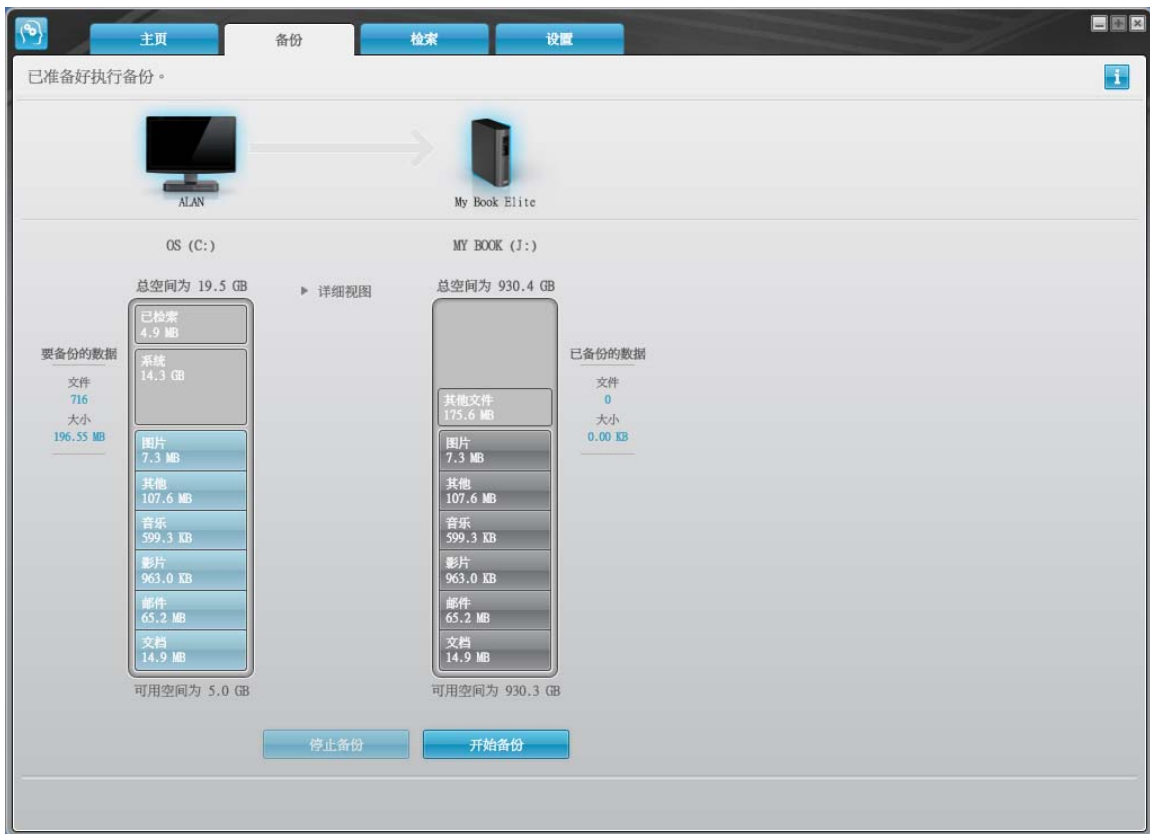 主页
备份
检索
设置
已准备好执行备份。
ALAN
My Book Elite
OS (C:)
MY BOOK (J:)
总空间为 19.5 GB
详细视图
总空间为 930.4 GB
要备份的数据
文件
716
大小
196.55 MB
已检索
4.9 MB
系统
14.3 GB
图片
7.3 MB
其他
107.6 MB
音乐
599.3 KB
影片
963.0 KB
邮件
65.2 MB
文档
14.9 MB
可用空间为 5.0 GB
其他文件
175.6 MB
图片
7.3 MB
其他
107.6 MB
音乐
599.3 KB
影片
963.0 KB
邮件
65.2 MB
文档
14.9 MB
可用空间为 930.3 GB
已备份的数据
文件
0
大小
0.00 KB
停止备份
开始备份